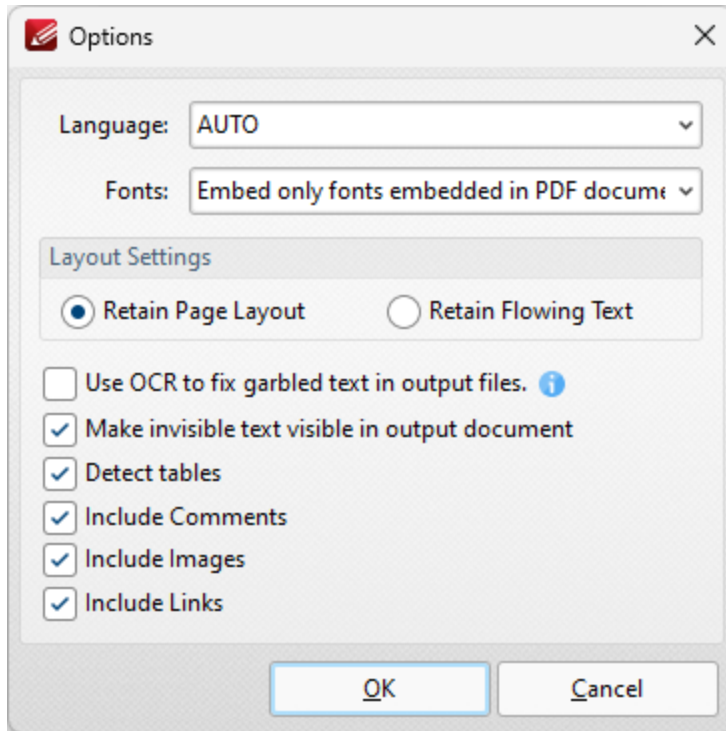 Options
Language: AUTO
Fonts: Embed only fonts embedded in PDF docume
Layout Settings
Retain Page Layout Retain Flowing Text
Use OCR to fix garbled text in output files.
Make invisible text visible in output document
Detect tables
Include Comments
Include Images
Include Links
OK Cancel